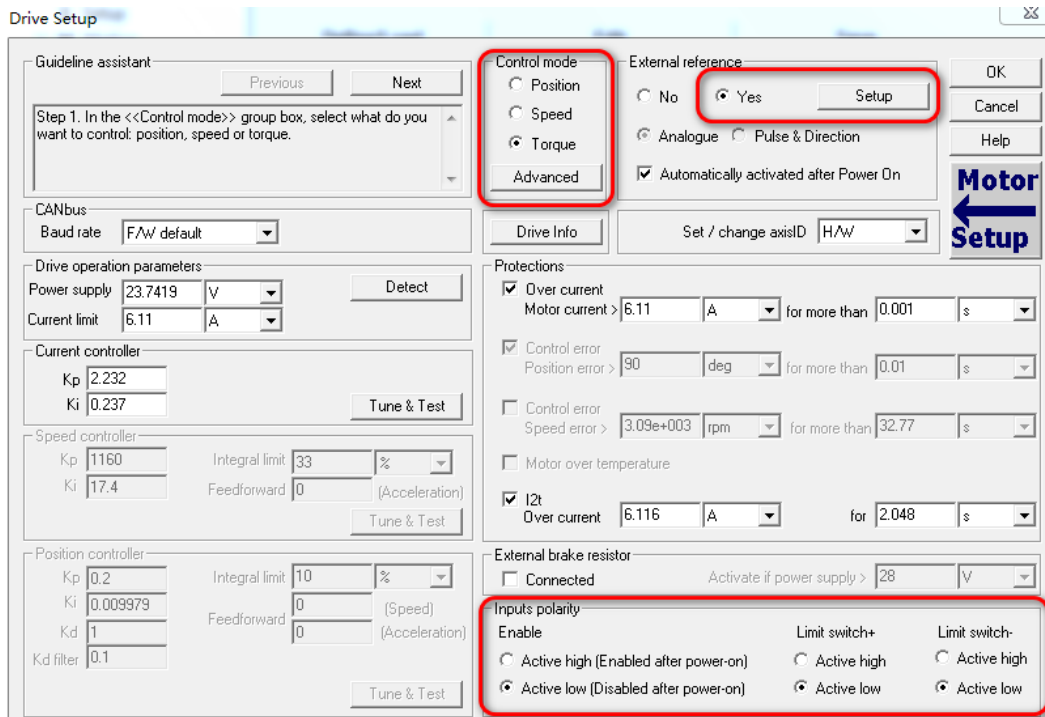 Drive Setup
Guideline assistant
Previous
Next
Step 1. In the <<Control mode>> group box, select what do you
want to control: position, speed or torque.
Control mode
Position
Speed
Torque
Advanced
External reference
No
Yes
Setup
Analogue
Pulse & Direction
Automatically activated after Power On
OK
Cancel
Help
Motor
Setup
CANbus
Baud rate F/W default
Drive Info
Set / change axisID H/W
Drive operation parameters
Power supply 23.7419 V
Detect
Current limit 6.11 A
Current controller
Kp 2.232
Ki 0.237
Tune & Test
Speed controller
Kp 1160
Integral limit 33 %
Ki 17.4
Feedforward 0 (Acceleration)
Tune & Test
Position controller
Kp 0.2
Integral limit 10 %
Ki 0.009979
Feedforward
0 (Speed)
Kd 1
0 (Acceleration)
Kd filter 0.1
Tune & Test
Protections
Over current
Motor current > 6.11 A for more than 0.001 s
Control error
Position error > 90 deg for more than 0.01 s
Control error
Speed error > 3.09e+003 rpm for more than 32.77 s
Motor over temperature
I2t
Over current 6.116 A for 2.048 s
External brake resistor
Connected
Activate if power supply > 28 V
Inputs polarity
Enable
Limit switch+
Limit switch-
Active high (Enabled after power-on)
Active high
Active high
Active low (Disabled after power-on)
Active low
Active low